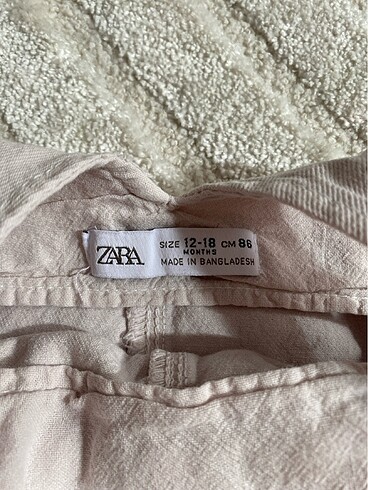 ZARA
SIZE 12-18 CM 86
MONTHS
MADE IN BANGLADESH